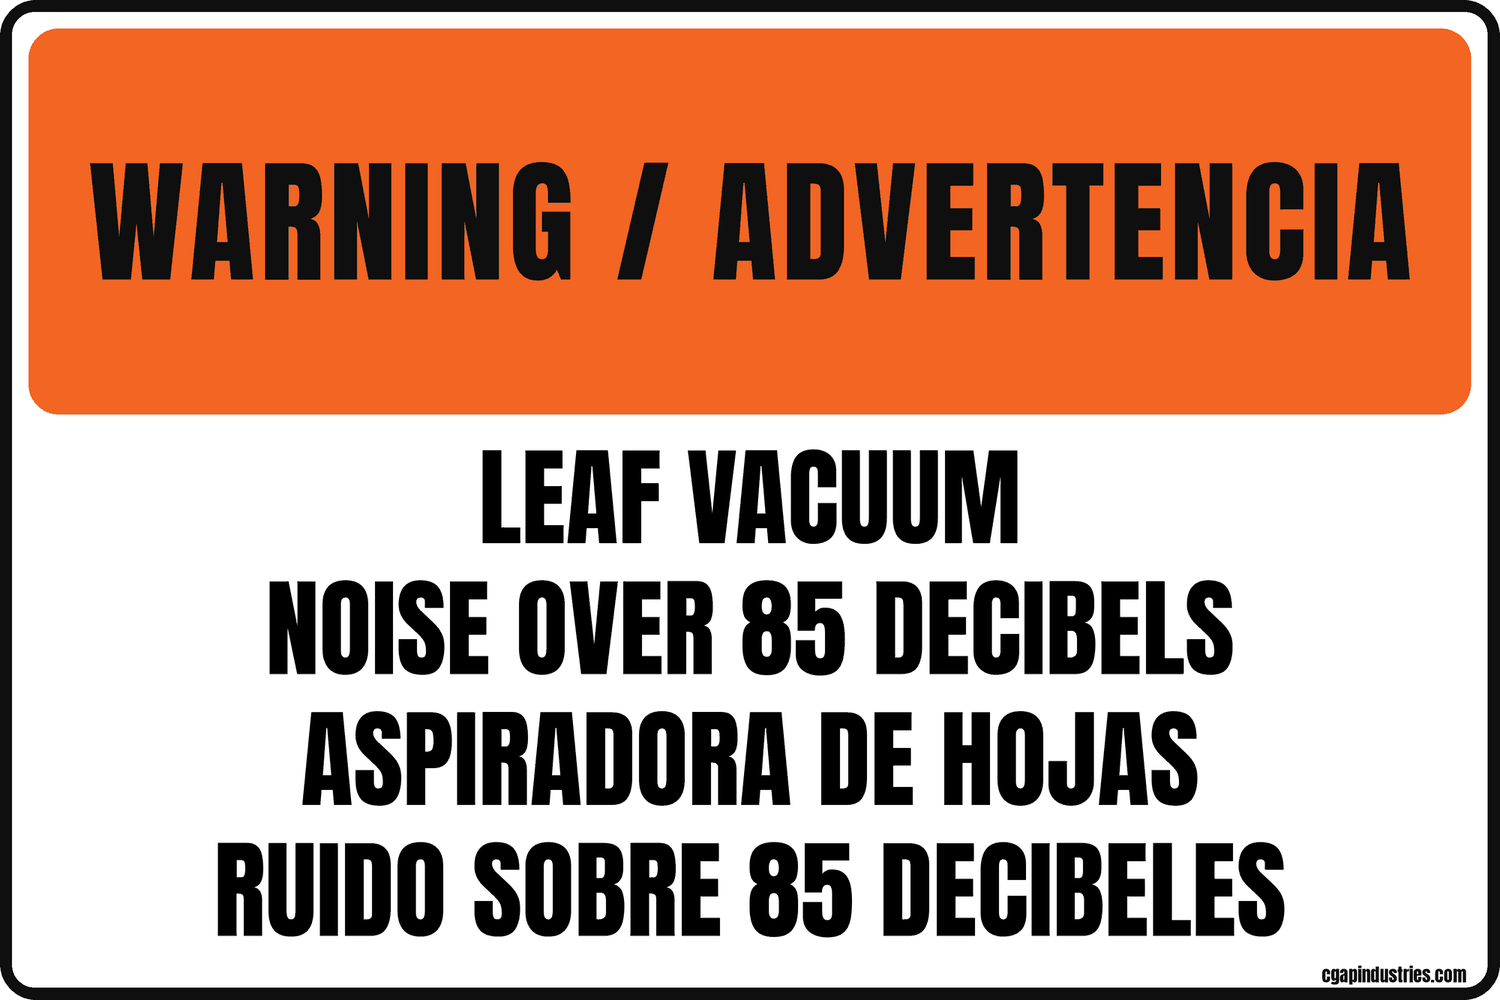 WARNING / ADVERTENCIA
LEAF VACUUM
NOISE OVER 85 DECIBELS
ASPIRADORA DE HOJAS
RUIDO SOBRE 85 DECIBELES
cgapindustries.com